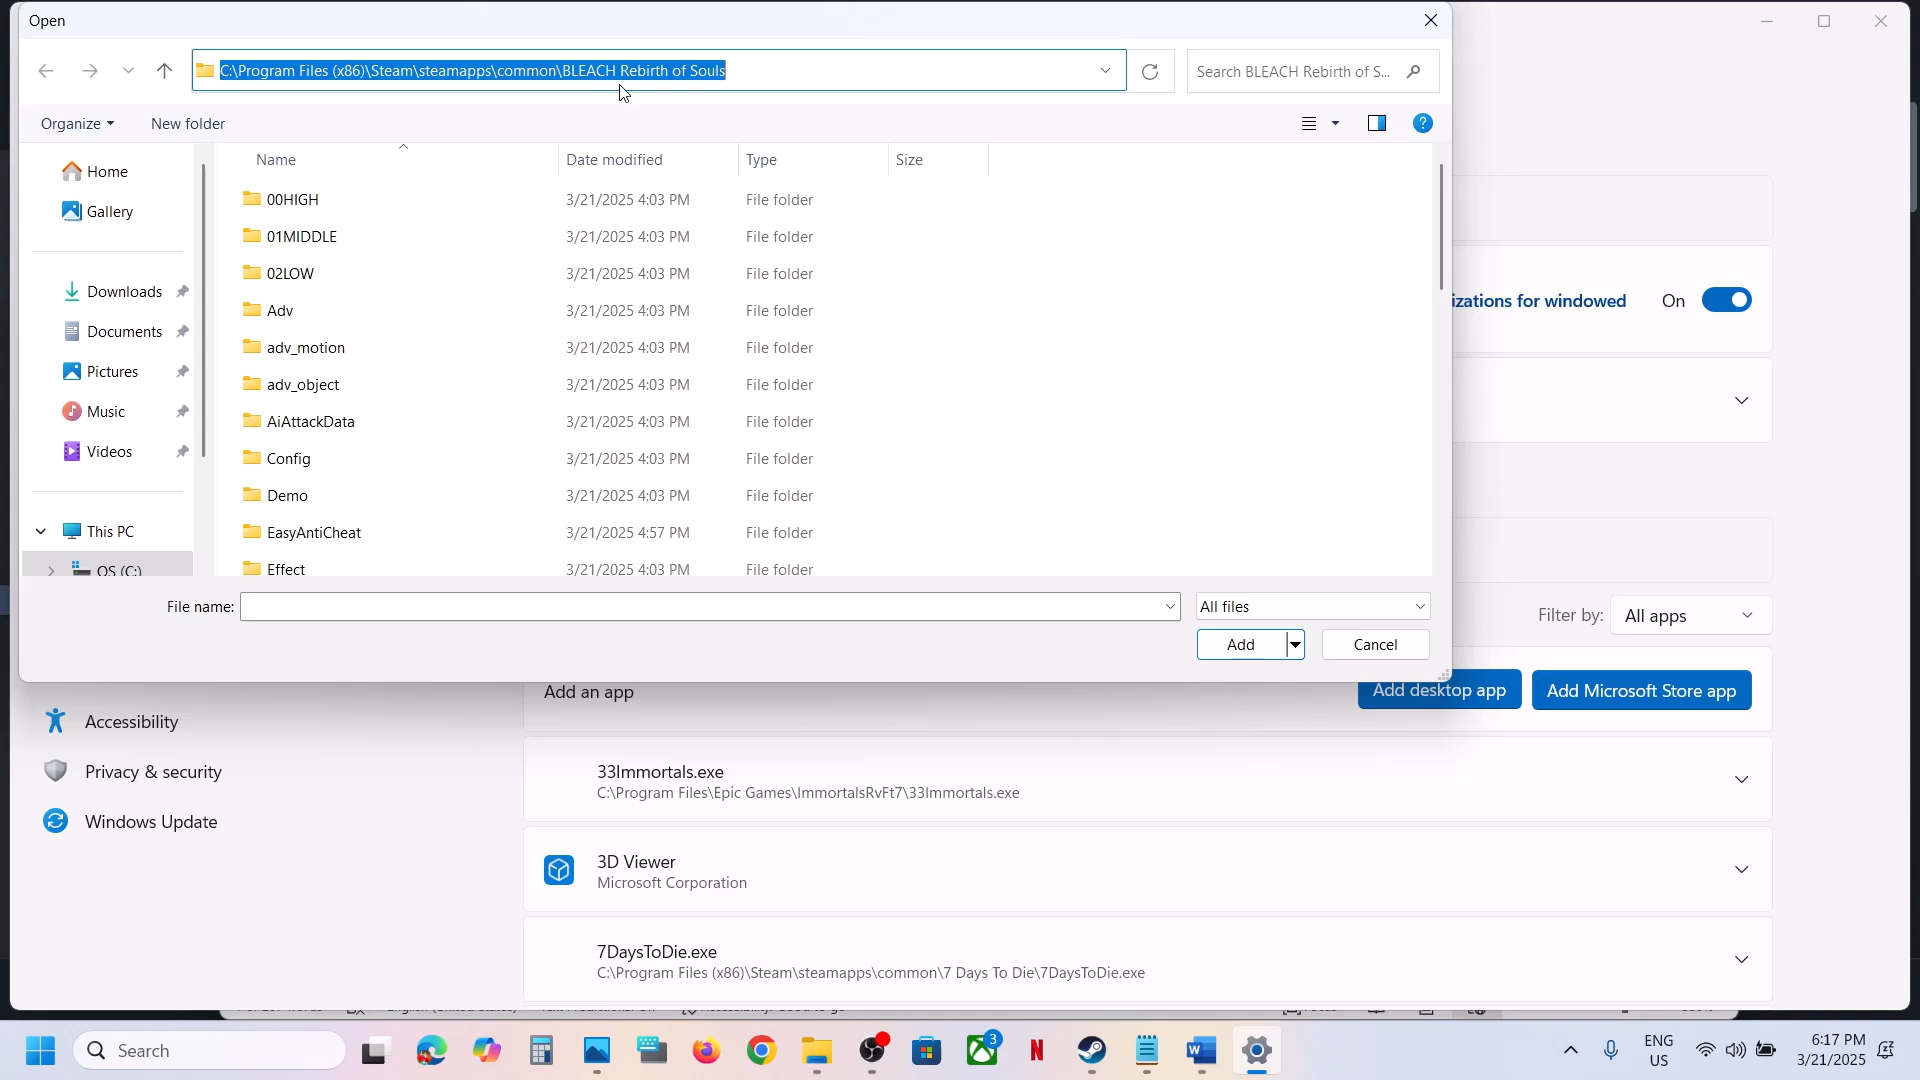 Open
C:\Program Files (x86)\Steam\steamapps\common\BLEACH Rebirth of Souls
Search BLEACH Rebirth of S...
Organize
New folder
Name
Date modified
Type
Size
Home
Gallery
Downloads
Documents
Pictures
Music
Videos
This PC
OS (C:)
00HIGH 3/21/2025 4:03 PM File folder
01MIDDLE 3/21/2025 4:03 PM File folder
02LOW 3/21/2025 4:03 PM File folder
Adv 3/21/2025 4:03 PM File folder
adv_motion 3/21/2025 4:03 PM File folder
adv_object 3/21/2025 4:03 PM File folder
AiAttackData 3/21/2025 4:03 PM File folder
Config 3/21/2025 4:03 PM File folder
Demo 3/21/2025 4:03 PM File folder
EasyAntiCheat 3/21/2025 4:57 PM File folder
Effect 3/21/2025 4:03 PM File folder
File name:
All files
Add
Cancel
izations for windowed
On
Filter by:
All apps
Add an app
Add desktop app
Add Microsoft Store app
Accessibility
Privacy & security
Windows Update
33Immortals.exe
C:\Program Files\Epic Games\ImmortalsRvFt7\33Immortals.exe
3D Viewer
Microsoft Corporation
7DaysToDie.exe
C:\Program Files (x86)\Steam\steamapps\common\7 Days To Die\7DaysToDie.exe
Search
3
ENG
US
6:17 PM
3/21/2025